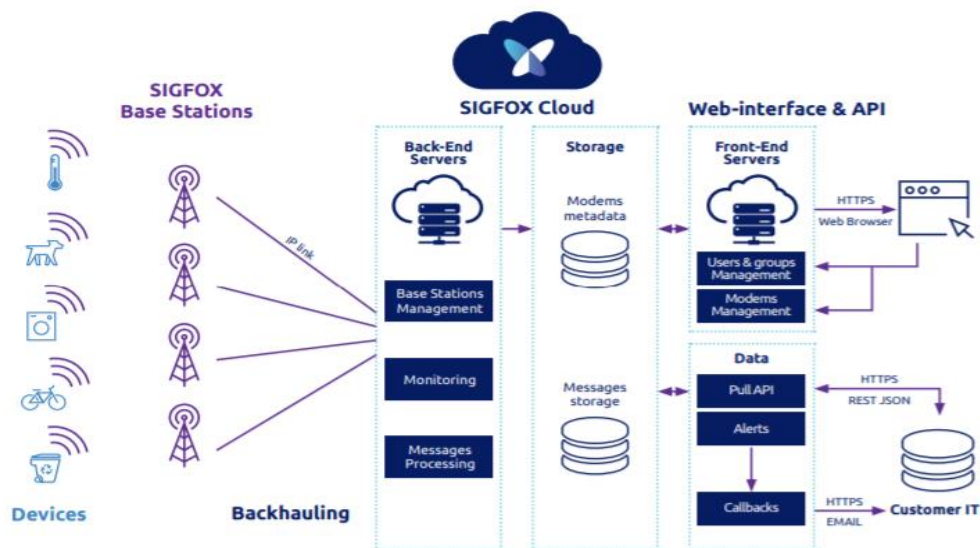 SIGFOX
Base Stations
SIGFOX Cloud
Web-interface & API
Back-End
Servers
Storage
Front-End
Servers
Modems
metadata
HTTPS
Web Browser
IP link
Users & groups
Management
Base Stations
Management
Modems
Management
Data
Monitoring
Messages
storage
Pull API
HTTPS
REST JSON
Alerts
Messages
Processing
Callbacks
HTTPS
EMAIL
Customer IT
Devices
Backhauling